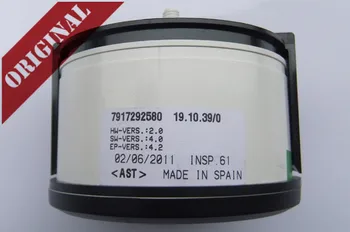 ORIGINAL
7917292580 19.10.39/0
HW-VERS.:2.0
SW-VERS.:4.0
EP-VERS.:4.2
02/06/2011 INSP.61
<AST> MADE IN SPAIN